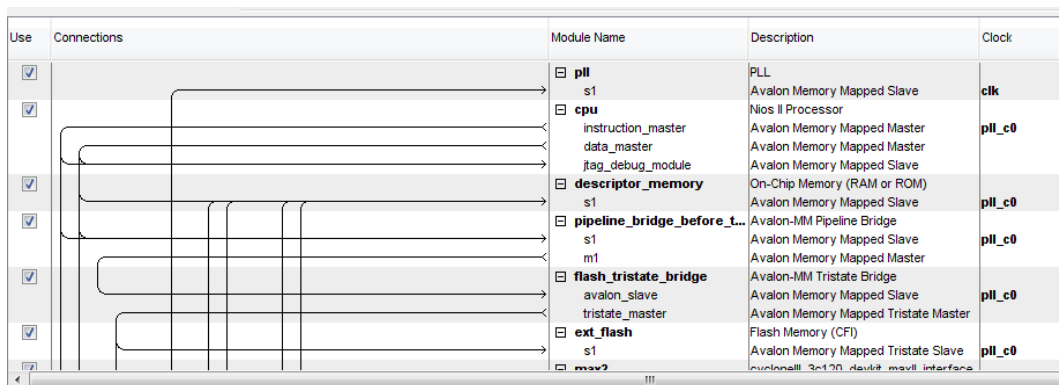 Use Connections Module Name Description Clock
pll PLL
s1 Avalon Memory Mapped Slave clk
cpu Nios II Processor
instruction_master Avalon Memory Mapped Master pll_c0
data_master Avalon Memory Mapped Master
jtag_debug_module Avalon Memory Mapped Slave
descriptor_memory On-Chip Memory (RAM or ROM)
s1 Avalon Memory Mapped Slave pll_c0
pipeline_bridge_before_t... Avalon-MM Pipeline Bridge
s1 Avalon Memory Mapped Slave pll_c0
m1 Avalon Memory Mapped Master
flash_tristate_bridge Avalon-MM Tristate Bridge
avalon_slave Avalon Memory Mapped Slave pll_c0
tristate_master Avalon Memory Mapped Tristate Master
ext_flash Flash Memory (CFI)
s1 Avalon Memory Mapped Tristate Slave pll_c0
max2 cycloneIII_3c120_devkit_maxII_interface